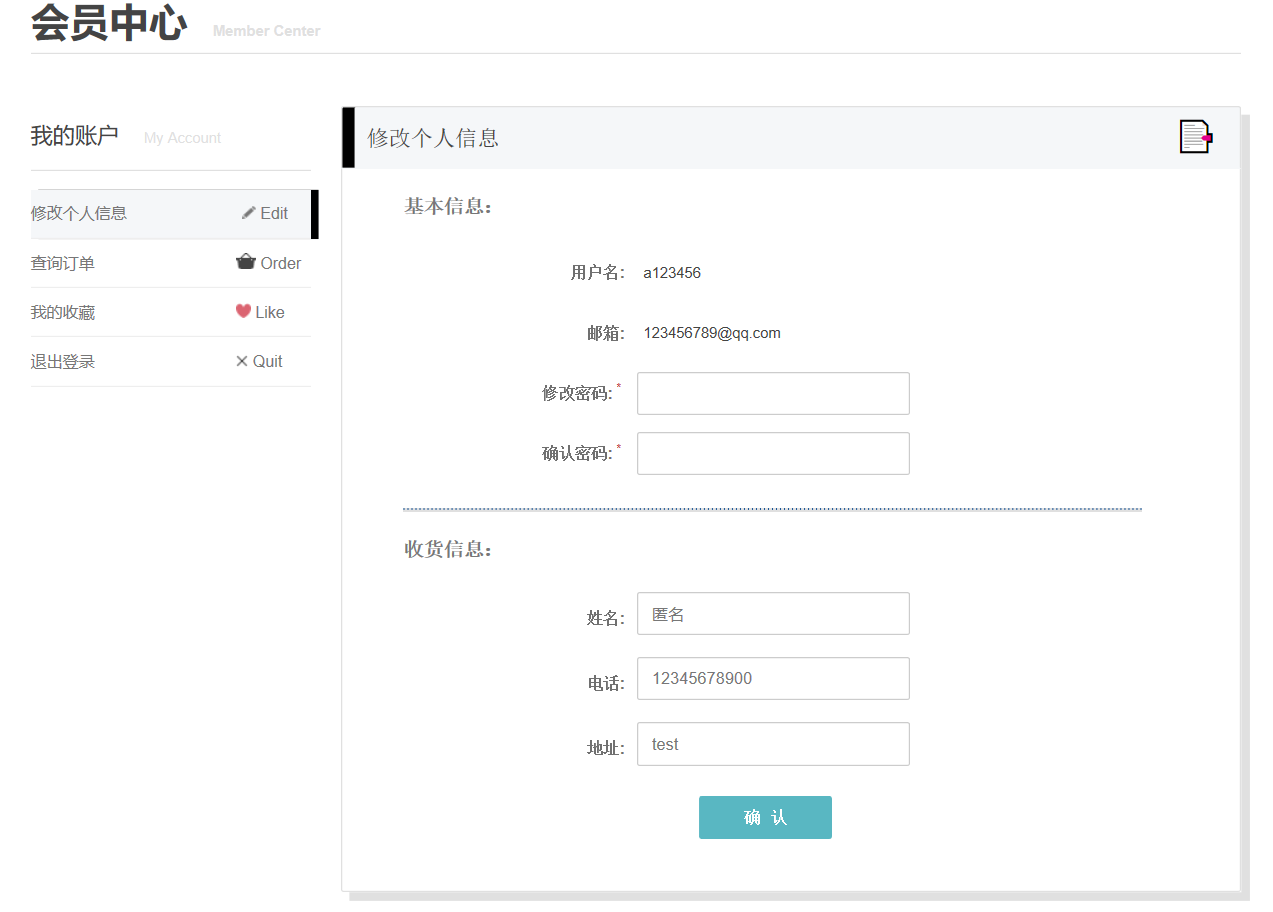 会员中心 Member Center
我的账户 My Account
修改个人信息 Edit
查询订单 Order
我的收藏 Like
退出登录 Quit
修改个人信息
基本信息：
用户名: a123456
邮箱: 123456789@qq.com
修改密码: *
确认密码: *
收货信息：
姓名: 匿名
电话: 12345678900
地址: test
确 认